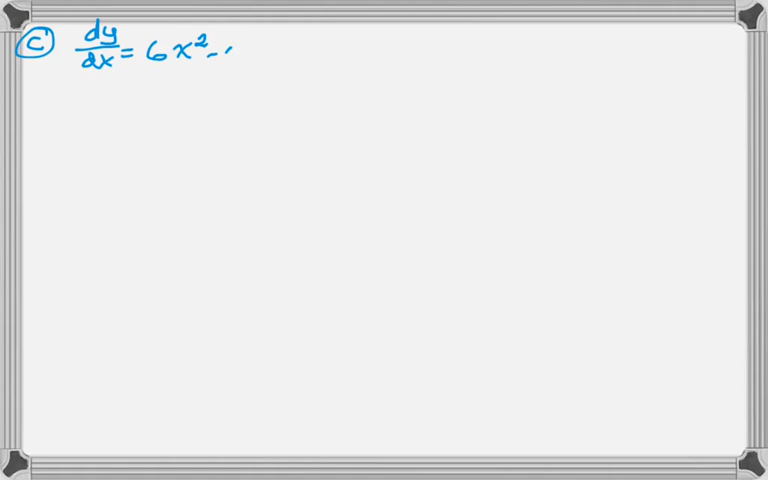 (c) dy/dx = 6x² -